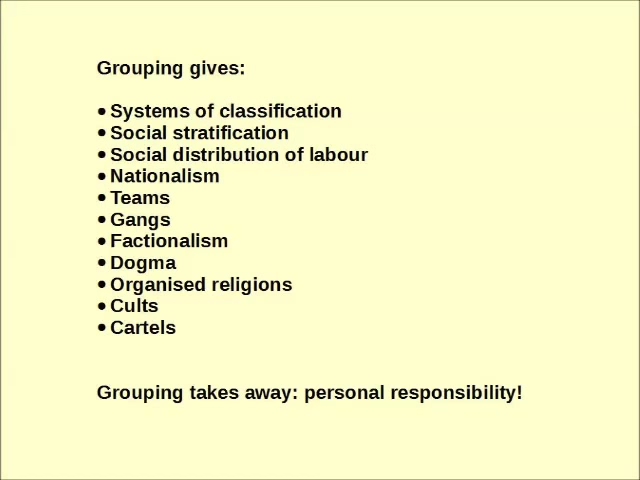 Grouping gives:
• Systems of classification
• Social stratification
• Social distribution of labour
• Nationalism
• Teams
• Gangs
• Factionalism
• Dogma
• Organised religions
• Cults
• Cartels
Grouping takes away: personal responsibility!